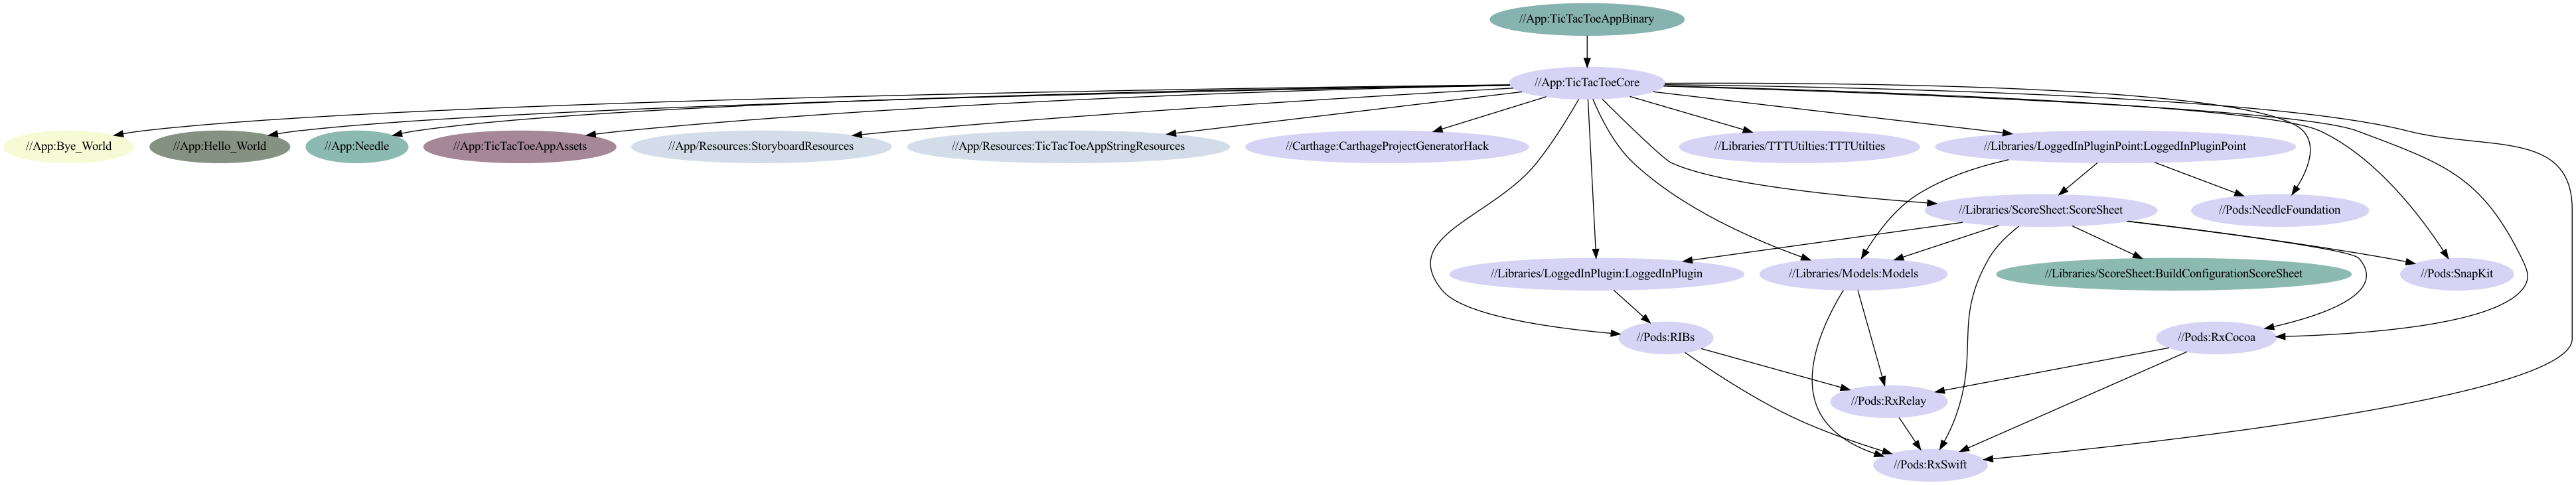 //App:TicTacToeAppBinary
//App:TicTacToeCore
//App:Bye_World
//App:Hello_World
//App:Needle
//App:TicTacToeAppAssets
//App/Resources:StoryboardResources
//App/Resources:TicTacToeAppStringResources
//Carthage:CarthageProjectGeneratorHack
//Libraries/TTTUtilties:TTTUtilties
//Libraries/LoggedInPluginPoint:LoggedInPluginPoint
//Libraries/ScoreSheet:ScoreSheet
//Pods:NeedleFoundation
//Libraries/LoggedInPlugin:LoggedInPlugin
//Libraries/Models:Models
//Libraries/ScoreSheet:BuildConfigurationScoreSheet
//Pods:SnapKit
//Pods:RIBs
//Pods:RxCocoa
//Pods:RxRelay
//Pods:RxSwift